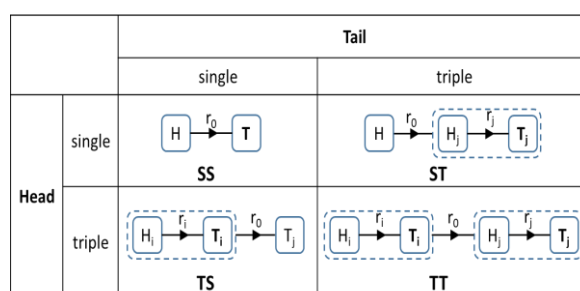 Tail
single triple
Head
single
H r₀ T
SS
H r₀ Hⱼ rⱼ Tⱼ
ST
triple
Hᵢ rᵢ Tᵢ r₀ Tⱼ
TS
Hᵢ rᵢ Tᵢ r₀ Hⱼ rⱼ Tⱼ
TT